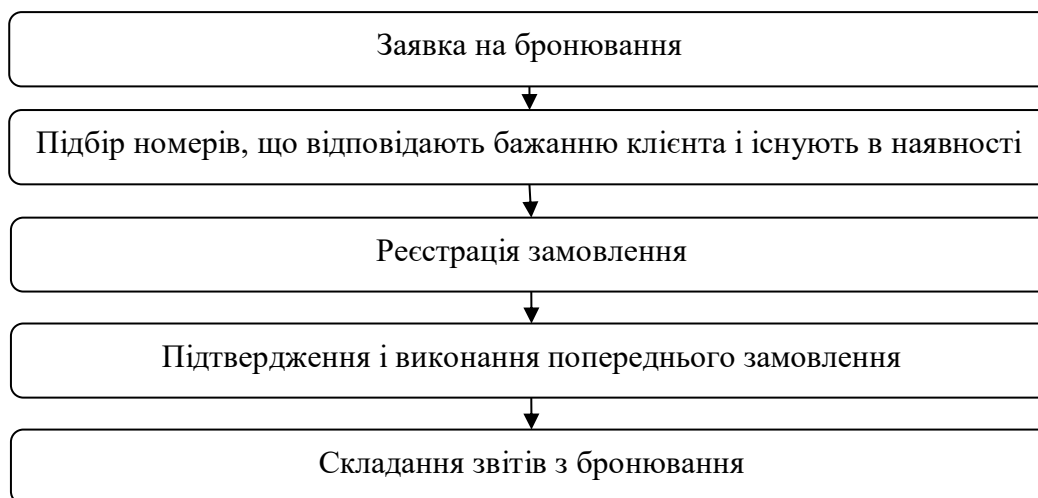 Заявка на бронювання
Підбір номерів, що відповідають бажанню клієнта і існують в наявності
Реєстрація замовлення
Підтвердження і виконання попереднього замовлення
Складання звітів з бронювання